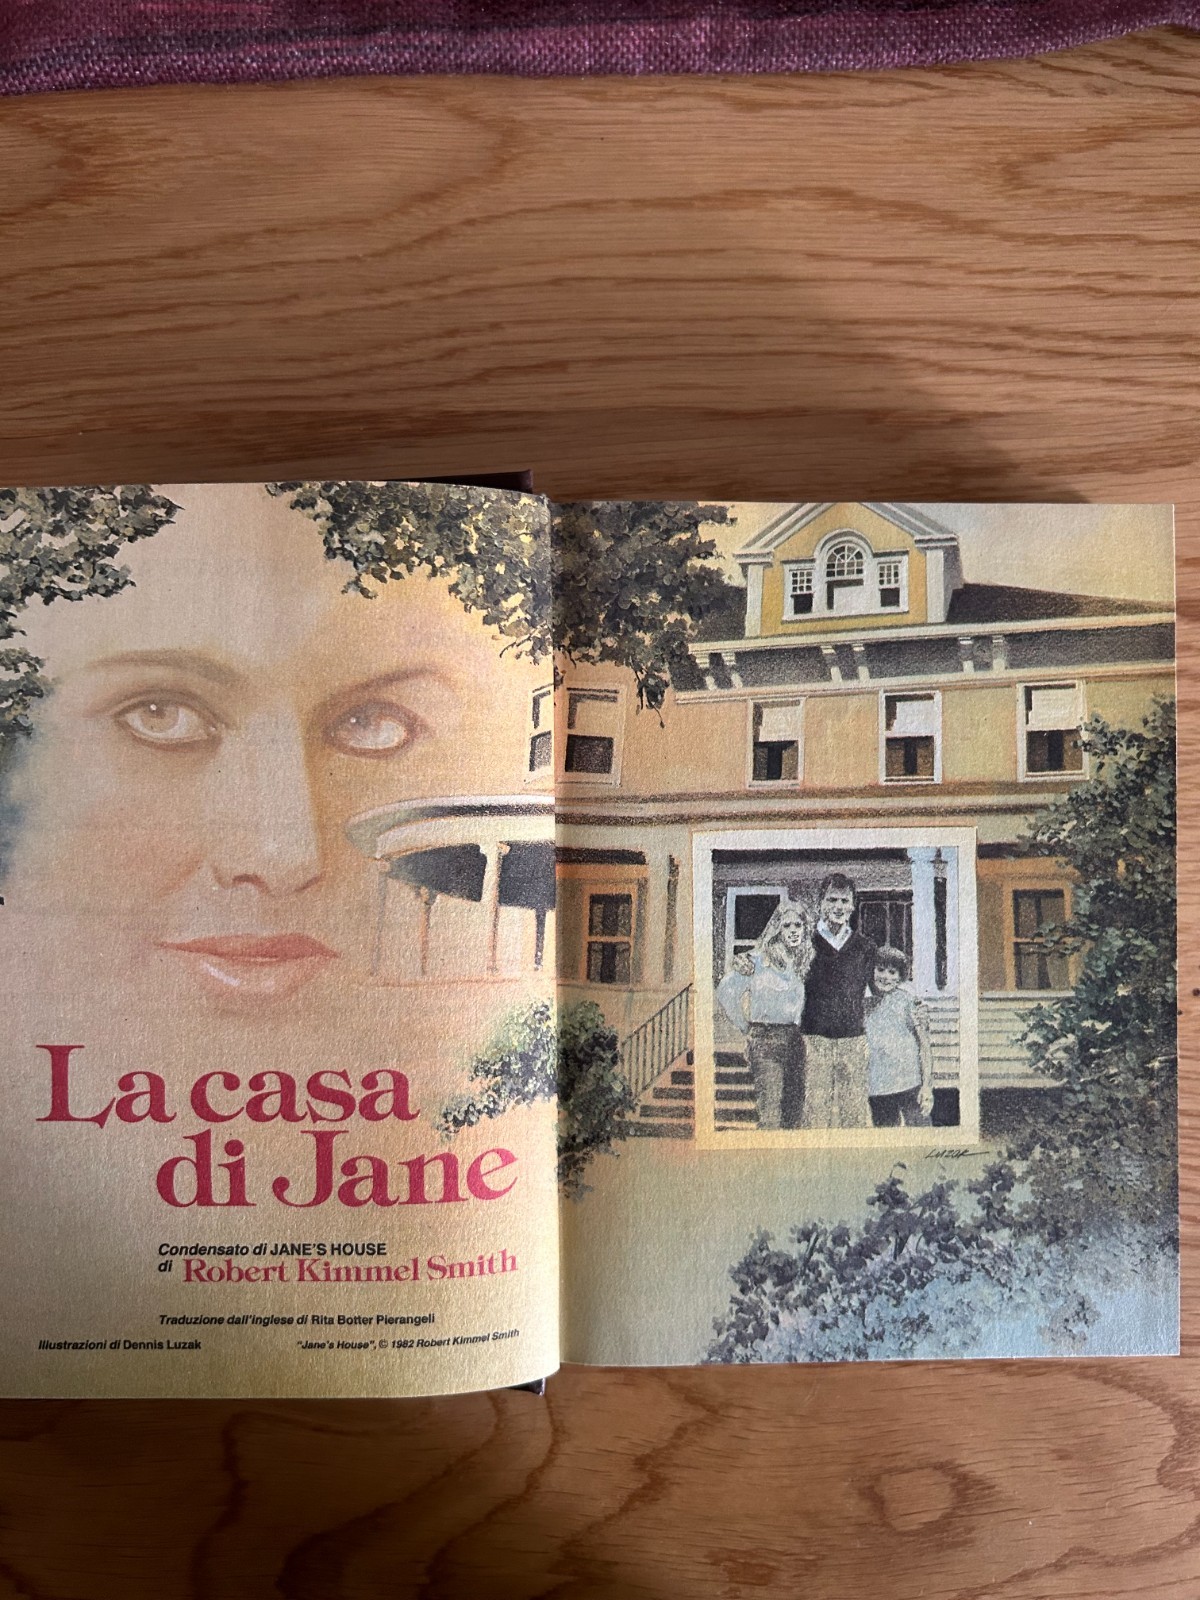 La casa
di Jane
Condensato di JANE'S HOUSE
di Robert Kimmel Smith
Traduzione dall'inglese di Rita Botter Pierangeli
Illustrazioni di Dennis Luzak
"Jane's House", © 1982 Robert Kimmel Smith
LUZAK